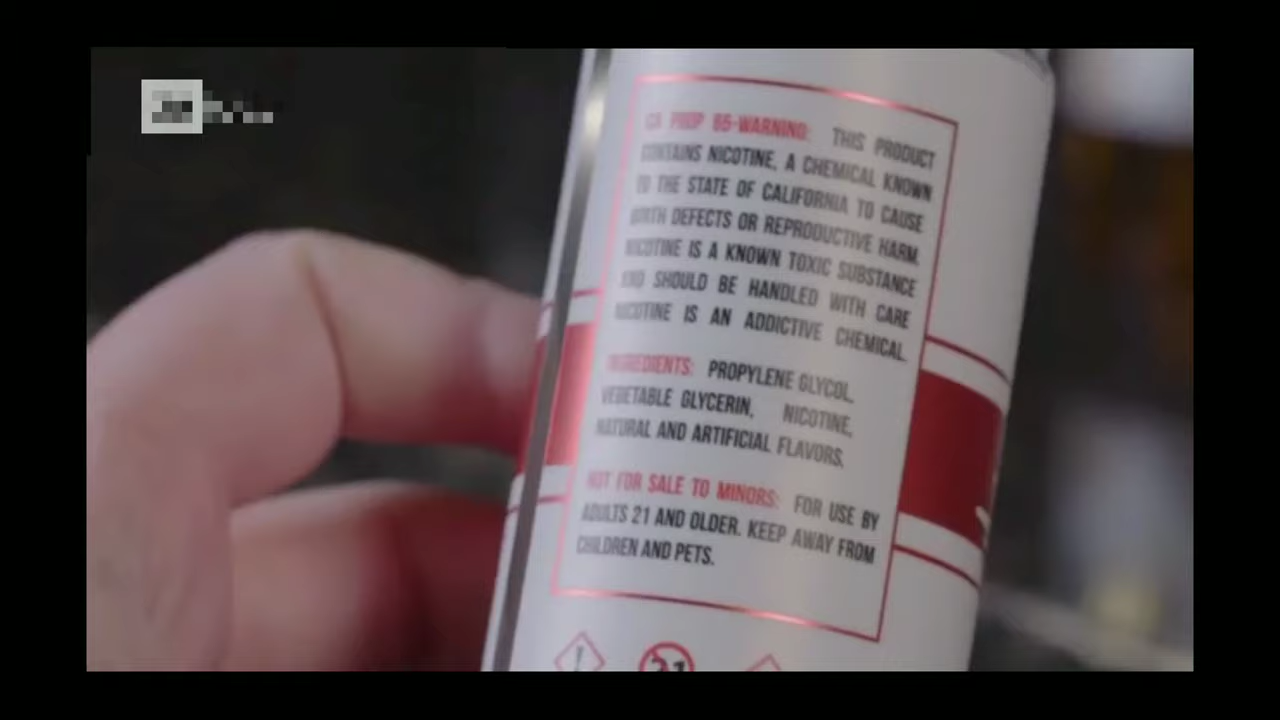 CA PROP 65-WARNING: THIS PRODUCT
CONTAINS NICOTINE, A CHEMICAL KNOWN
TO THE STATE OF CALIFORNIA TO CAUSE
BIRTH DEFECTS OR REPRODUCTIVE HARM.
NICOTINE IS A KNOWN TOXIC SUBSTANCE
AND SHOULD BE HANDLED WITH CARE
NICOTINE IS AN ADDICTIVE CHEMICAL.
INGREDIENTS: PROPYLENE GLYCOL,
VEGETABLE GLYCERIN, NICOTINE,
NATURAL AND ARTIFICIAL FLAVORS.
NOT FOR SALE TO MINORS: FOR USE BY
ADULTS 21 AND OLDER. KEEP AWAY FROM
CHILDREN AND PETS.
21